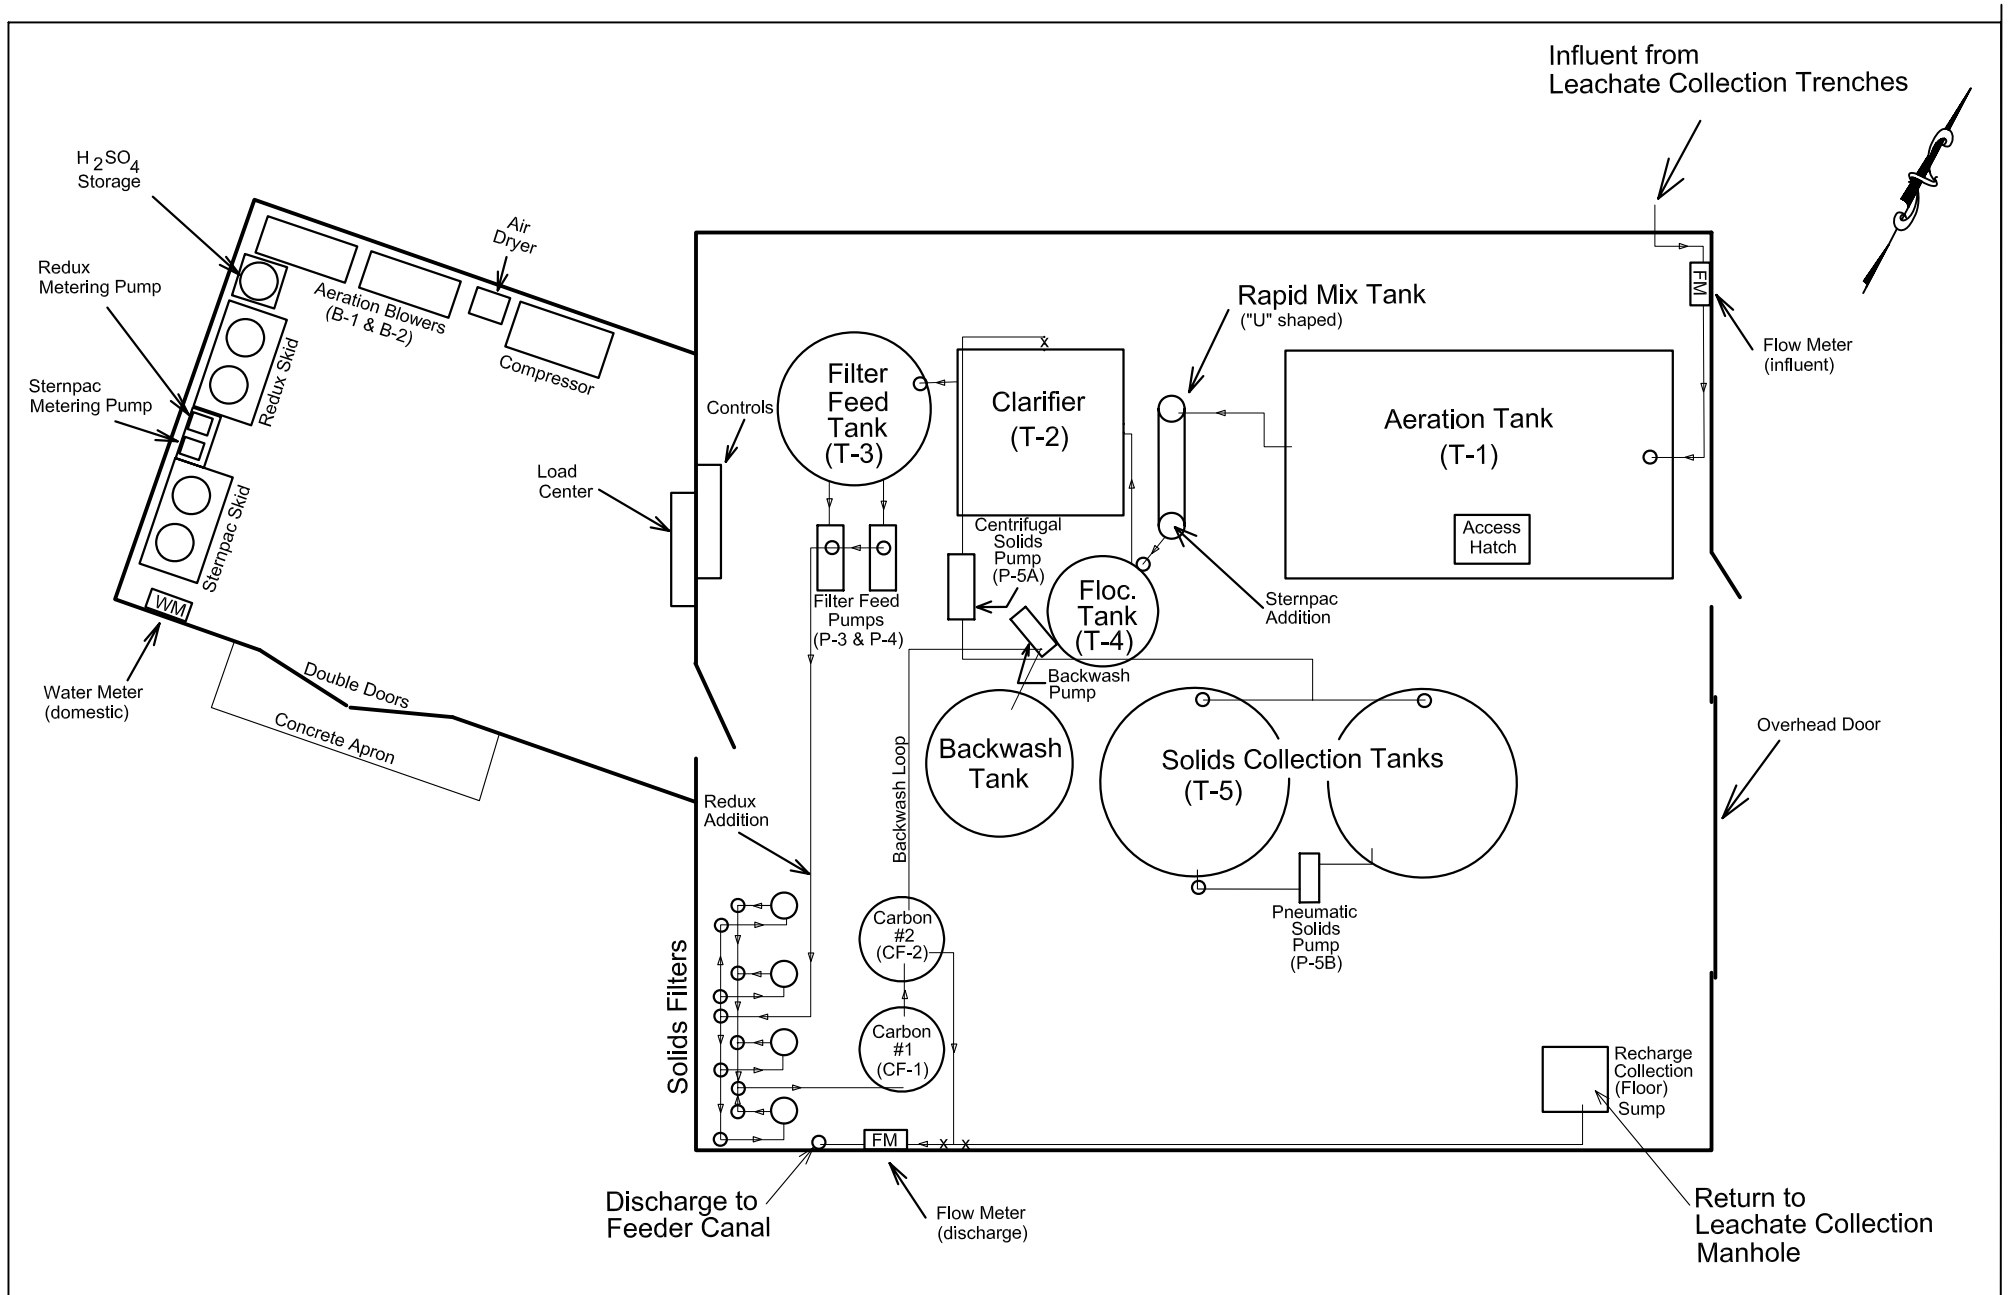 Influent from
Leachate Collection Trenches
H2SO4
Storage
Air
Dryer
Redux
Metering Pump
Aeration Blowers
(B-1 & B-2)
Compressor
Redux Skid
Sternpac
Metering Pump
Sternpac Skid
WM
Water Meter
(domestic)
Double Doors
Concrete Apron
Load
Center
Controls
Filter
Feed
Tank
(T-3)
Clarifier
(T-2)
Rapid Mix Tank
("U" shaped)
FM
Flow Meter
(influent)
Aeration Tank
(T-1)
Access
Hatch
Centrifugal
Solids
Pump
(P-5A)
Filter Feed
Pumps
(P-3 & P-4)
Floc.
Tank
(T-4)
Sternpac
Addition
Backwash
Pump
Backwash
Tank
Backwash Loop
Solids Collection Tanks
(T-5)
Overhead Door
Redux
Addition
Pneumatic
Solids
Pump
(P-5B)
Solids Filters
Carbon
#2
(CF-2)
Carbon
#1
(CF-1)
Recharge
Collection
(Floor)
Sump
x
FM
x x
Discharge to
Feeder Canal
Flow Meter
(discharge)
Return to
Leachate Collection
Manhole